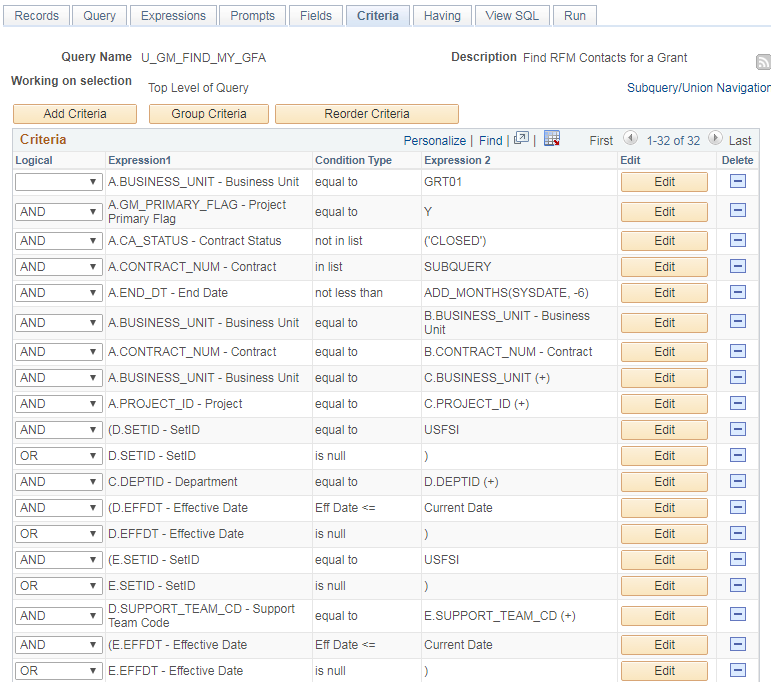 Records Query Expressions Prompts Fields Criteria Having View SQL Run
Query Name U_GM_FIND_MY_GFA Description Find RFM Contacts for a Grant
Working on selection Top Level of Query Subquery/Union Navigation
Add Criteria Group Criteria Reorder Criteria
Criteria Personalize | Find | | First 1-32 of 32 Last
Logical Expression1 Condition Type Expression 2 Edit Delete
A.BUSINESS_UNIT - Business Unit equal to GRT01 Edit
AND A.GM_PRIMARY_FLAG - Project Primary Flag equal to Y Edit
AND A.CA_STATUS - Contract Status not in list ('CLOSED') Edit
AND A.CONTRACT_NUM - Contract in list SUBQUERY Edit
AND A.END_DT - End Date not less than ADD_MONTHS(SYSDATE, -6) Edit
AND A.BUSINESS_UNIT - Business Unit equal to B.BUSINESS_UNIT - Business Unit Edit
AND A.CONTRACT_NUM - Contract equal to B.CONTRACT_NUM - Contract Edit
AND A.BUSINESS_UNIT - Business Unit equal to C.BUSINESS_UNIT (+) Edit
AND A.PROJECT_ID - Project equal to C.PROJECT_ID (+) Edit
AND (D.SETID - SetID equal to USFSI Edit
OR D.SETID - SetID is null ) Edit
AND C.DEPTID - Department equal to D.DEPTID (+) Edit
AND (D.EFFDT - Effective Date Eff Date <= Current Date Edit
OR D.EFFDT - Effective Date is null ) Edit
AND (E.SETID - SetID equal to USFSI Edit
OR E.SETID - SetID is null ) Edit
AND D.SUPPORT_TEAM_CD - Support Team Code equal to E.SUPPORT_TEAM_CD (+) Edit
AND (E.EFFDT - Effective Date Eff Date <= Current Date Edit
OR E.EFFDT - Effective Date is null ) Edit